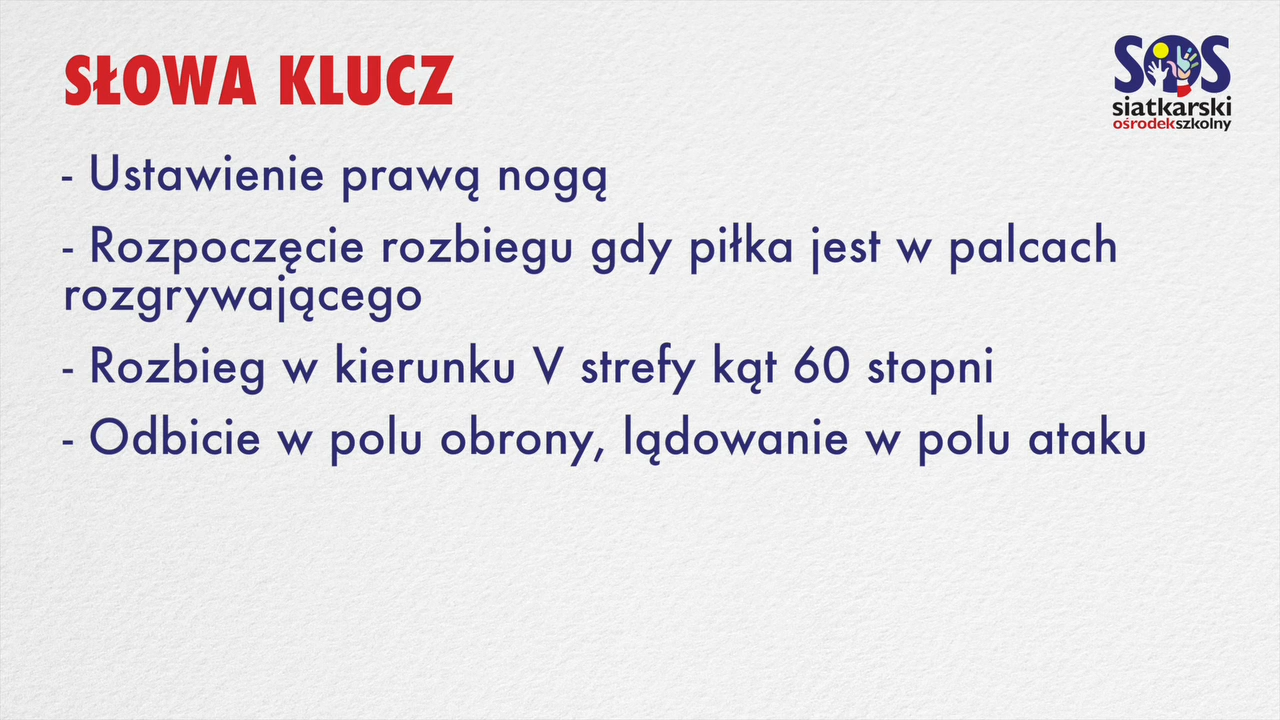 SŁOWA KLUCZ
SOS
siatkarski
ośrodekszkolny
- Ustawienie prawą nogą
- Rozpoczęcie rozbiegu gdy piłka jest w palcach
rozgrywającego
- Rozbieg w kierunku V strefy kąt 60 stopni
- Odbicie w polu obrony, lądowanie w polu ataku